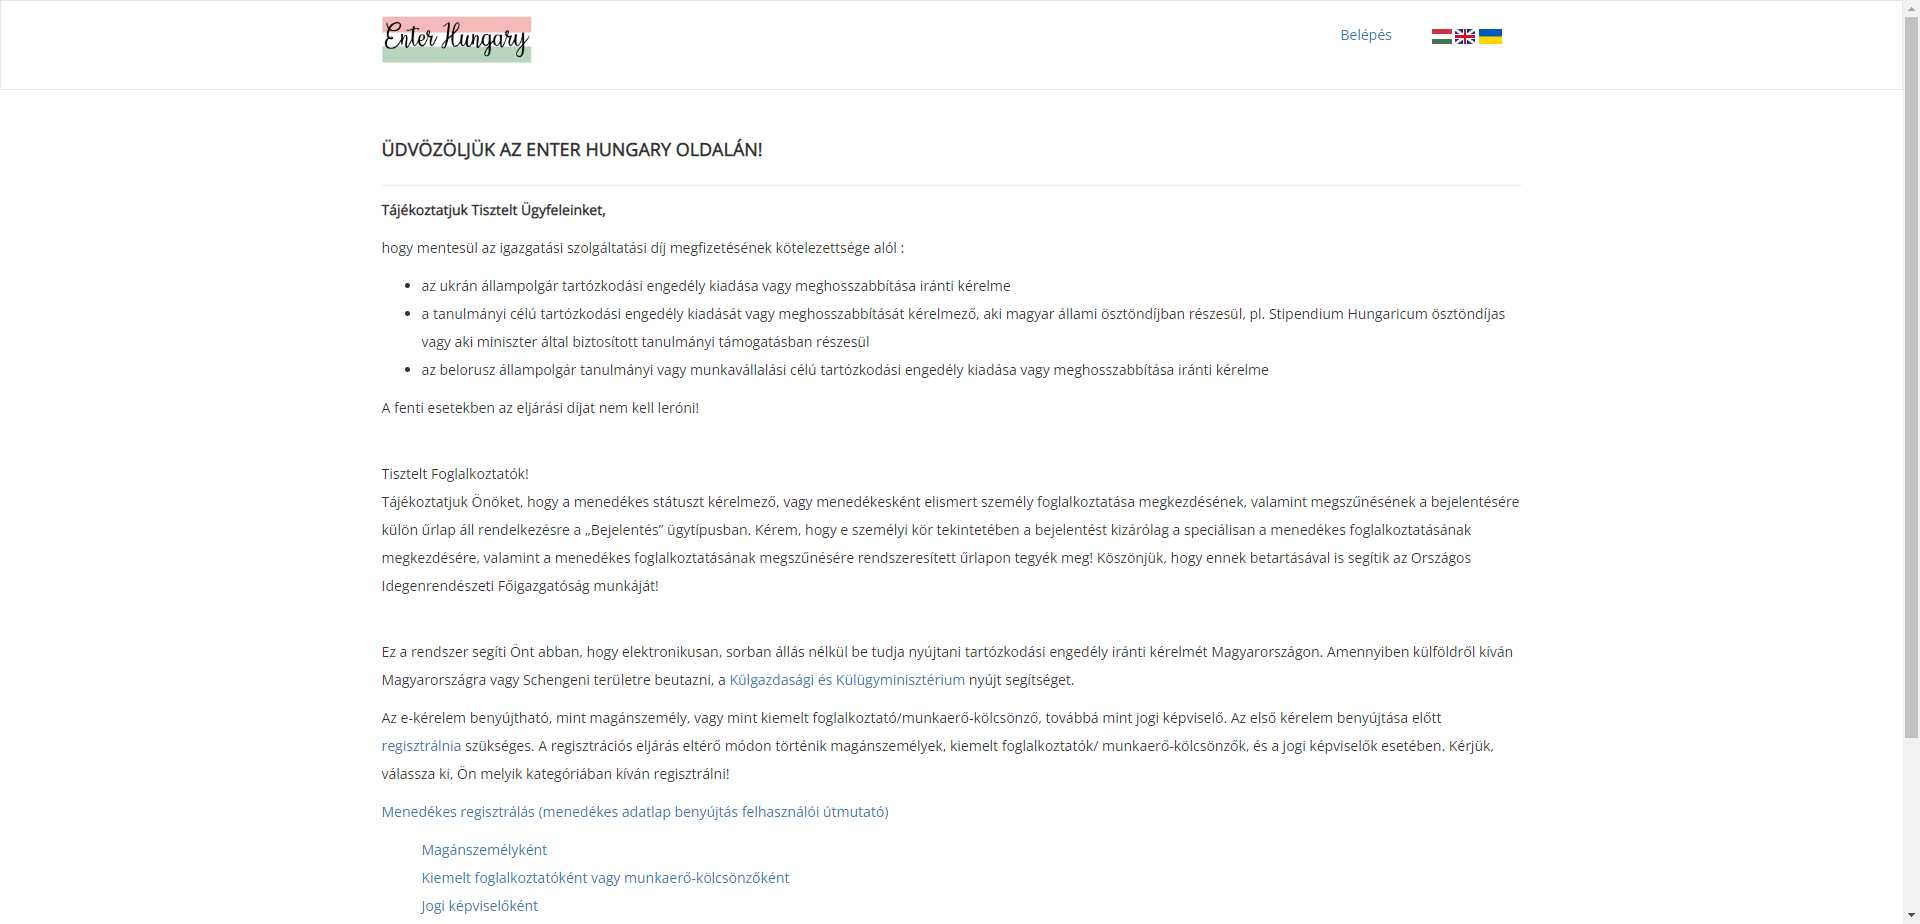 Enter Hungary
Belépés
ÜDVÖZÖLJÜK AZ ENTER HUNGARY OLDALÁN!
Tájékoztatjuk Tisztelt Ügyfeleinket,
hogy mentesül az igazgatási szolgáltatási díj megfizetésének kötelezettsége alól :
az ukrán állampolgár tartózkodási engedély kiadása vagy meghosszabbítása iránti kérelme
a tanulmányi célú tartózkodási engedély kiadását vagy meghosszabbítását kérelmező, aki magyar állami ösztöndíjban részesül, pl. Stipendium Hungaricum ösztöndíjas
vagy aki miniszter által biztosított tanulmányi támogatásban részesül
az belorusz állampolgár tanulmányi vagy munkavállalási célú tartózkodási engedély kiadása vagy meghosszabbítása iránti kérelme
A fenti esetekben az eljárási díjat nem kell leróni!
Tisztelt Foglalkoztatók!
Tájékoztatjuk Önöket, hogy a menedékes státuszt kérelmező, vagy menedékesként elismert személy foglalkoztatása megkezdésének, valamint megszűnésének a bejelentésére
külön űrlap áll rendelkezésre a „Bejelentés” ügytípusban. Kérem, hogy e személyi kör tekintetében a bejelentést kizárólag a speciálisan a menedékes foglalkoztatásának
megkezdésére, valamint a menedékes foglalkoztatásának megszűnésére rendszeresített űrlapon tegyék meg! Köszönjük, hogy ennek betartásával is segítik az Országos
Idegenrendészeti Főigazgatóság munkáját!
Ez a rendszer segíti Önt abban, hogy elektronikusan, sorban állás nélkül be tudja nyújtani tartózkodási engedély iránti kérelmét Magyarországon. Amennyiben külföldről kíván
Magyarországra vagy Schengeni területre beutazni, a Külgazdasági és Külügyminisztérium nyújt segítséget.
Az e-kérelem benyújtható, mint magánszemély, vagy mint kiemelt foglalkoztató/munkaerő-kölcsönző, továbbá mint jogi képviselő. Az első kérelem benyújtása előtt
regisztrálnia szükséges. A regisztrációs eljárás eltérő módon történik magánszemélyek, kiemelt foglalkoztatók/ munkaerő-kölcsönzők, és a jogi képviselők esetében. Kérjük,
válassza ki, Ön melyik kategóriában kíván regisztrálni!
Menedékes regisztrálás (menedékes adatlap benyújtás felhasználói útmutató)
Magánszemélyként
Kiemelt foglalkoztatóként vagy munkaerő-kölcsönzőként
Jogi képviselőként